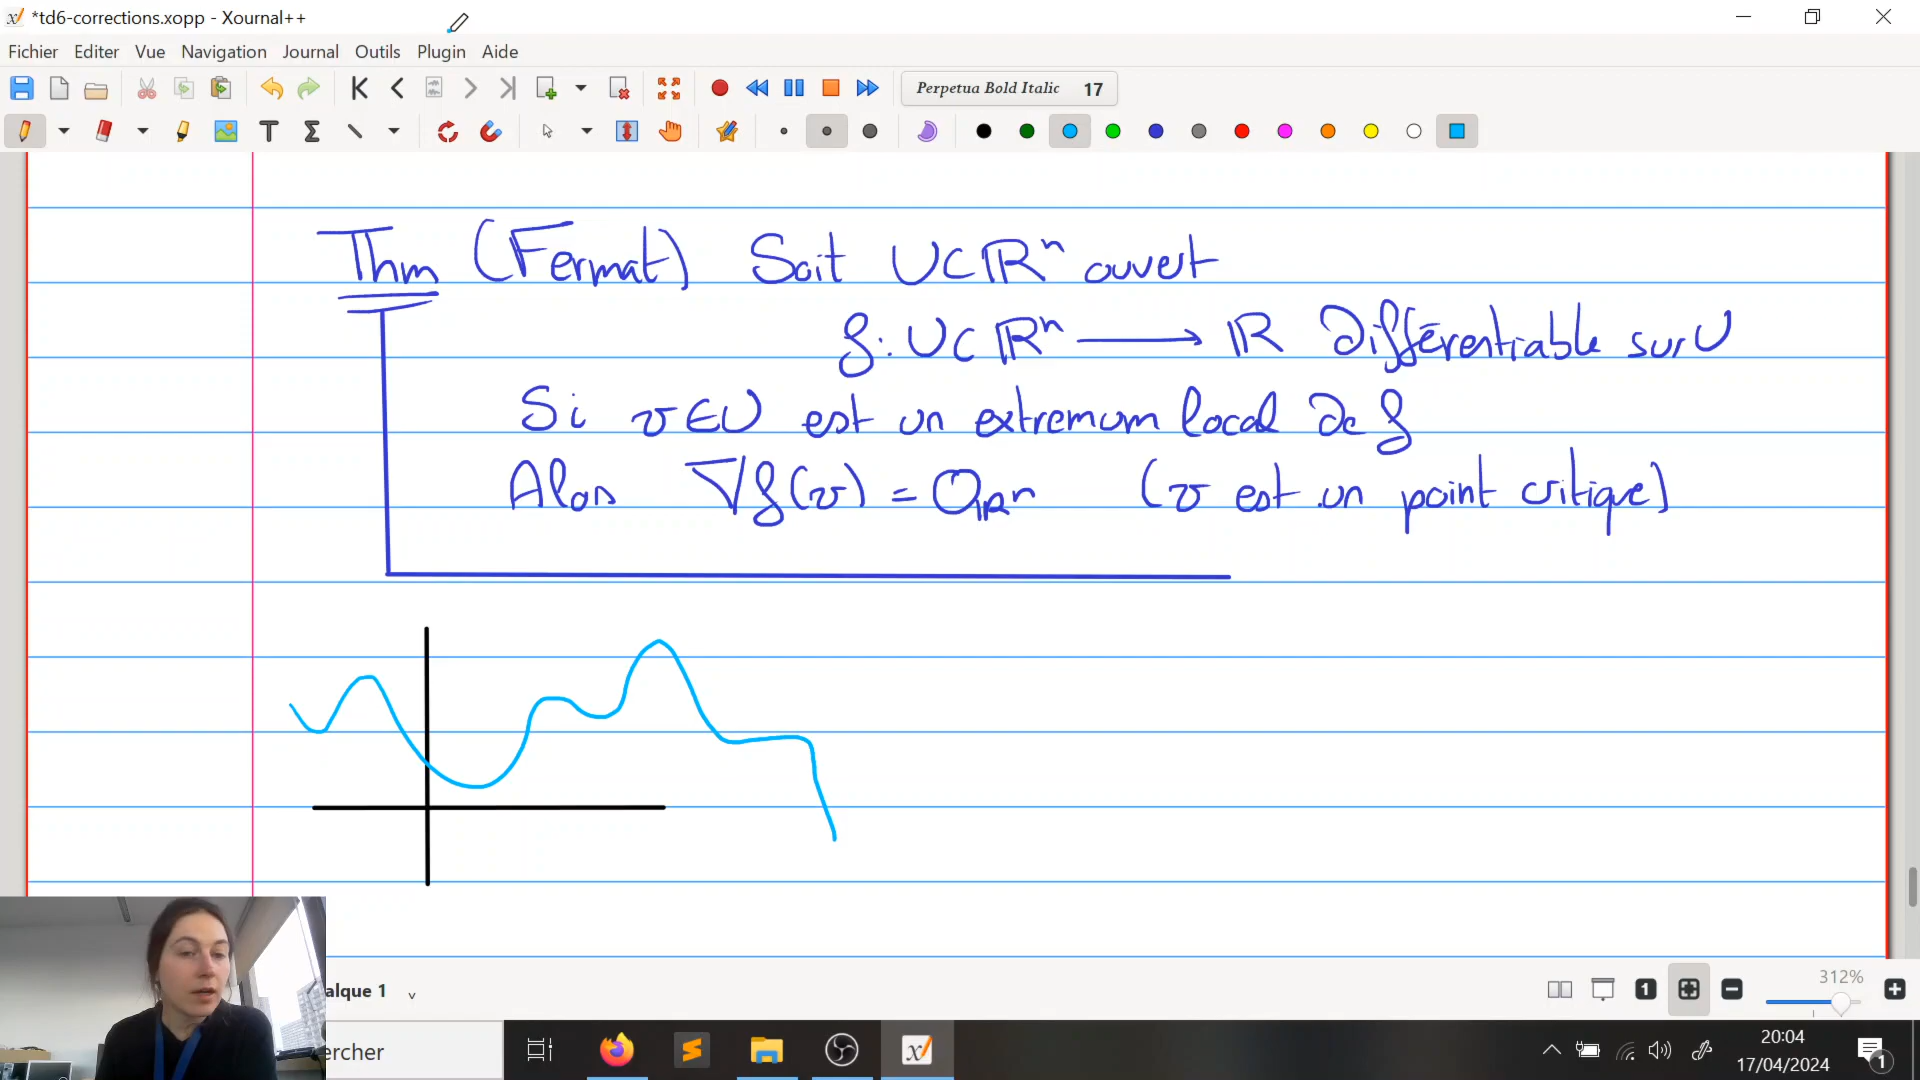 *td6-corrections.xopp - Xournal++
Fichier Editer Vue Navigation Journal Outils Plugin Aide
Perpetua Bold Italic 17
Thm (Fermat) Soit U⊂ℝⁿ ouvert
f: U⊂ℝⁿ ⟶ ℝ différentiable sur U
Si v∈U est un extremum local de f
Alors ∇f(v) = 0ℝⁿ (v est un point critique)
alque 1
312%
ercher
20:04
17/04/2024
1